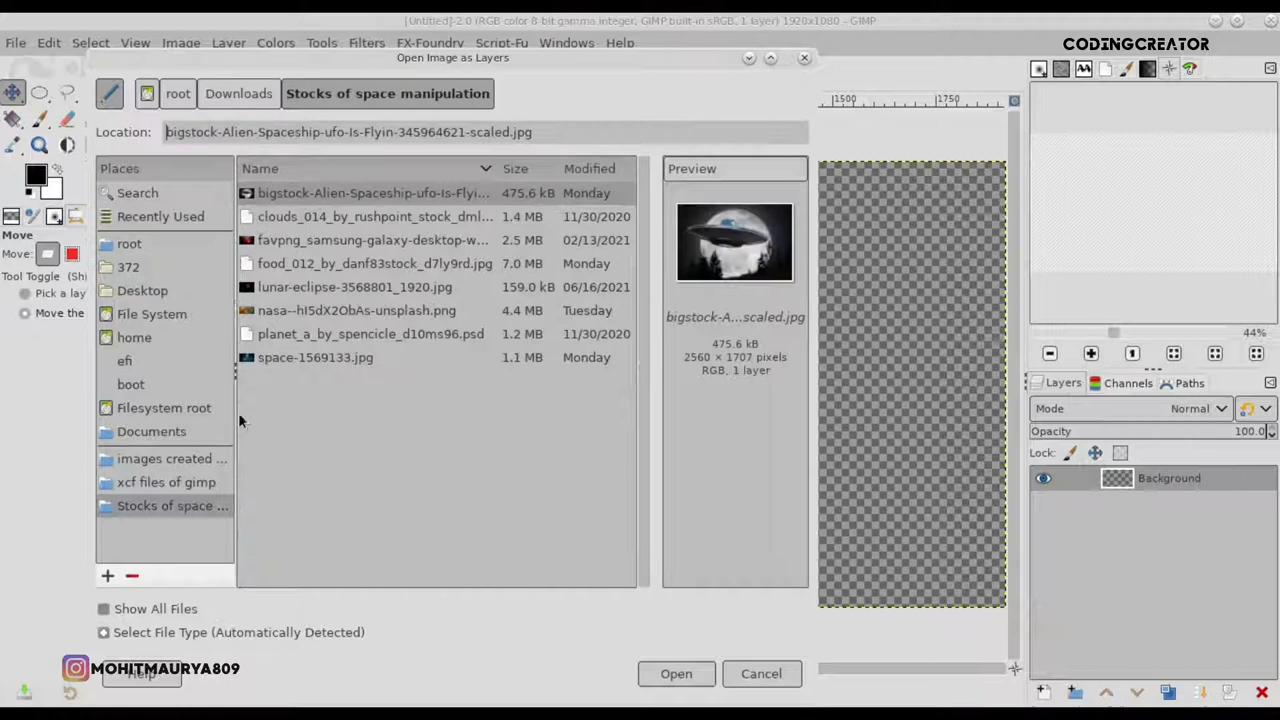 [Untitled]-2.0 (RGB color 8-bit gamma integer, GIMP built-in sRGB, 1 layer) 1920x1080 – GIMP
File Edit Select View Image Layer Colors Tools Filters FX-Foundry Script-Fu Windows Help
CODINGCREATOR
Open Image as Layers
root Downloads Stocks of space manipulation
1500 1750
Location: bigstock-Alien-Spaceship-ufo-Is-Flyin-345964621-scaled.jpg
Places
Name Size Modified
Preview
Search
Recently Used
root
372
Desktop
File System
home
efi
boot
Filesystem root
Documents
images created ...
xcf files of gimp
Stocks of space ...
bigstock-Alien-Spaceship-ufo-Is-Flyi... 475.6 kB Monday
clouds_014_by_rushpoint_stock_dml... 1.4 MB 11/30/2020
favpng_samsung-galaxy-desktop-w... 2.5 MB 02/13/2021
food_012_by_danf83stock_d7ly9rd.jpg 7.0 MB Monday
lunar-eclipse-3568801_1920.jpg 159.0 kB 06/16/2021
nasa--hI5dX2ObAs-unsplash.png 4.4 MB Tuesday
planet_a_by_spencicle_d10ms96.psd 1.2 MB 11/30/2020
space-1569133.jpg 1.1 MB Monday
bigstock-A...scaled.jpg
475.6 kB
2560 × 1707 pixels
RGB, 1 layer
Move
Move:
Tool Toggle (Sh
Pick a lay
Move the
Show All Files
Select File Type (Automatically Detected)
Help
Open Cancel
MOHITMAURYA809
44%
Layers Channels Paths
Mode Normal
Opacity 100.0
Lock:
Background